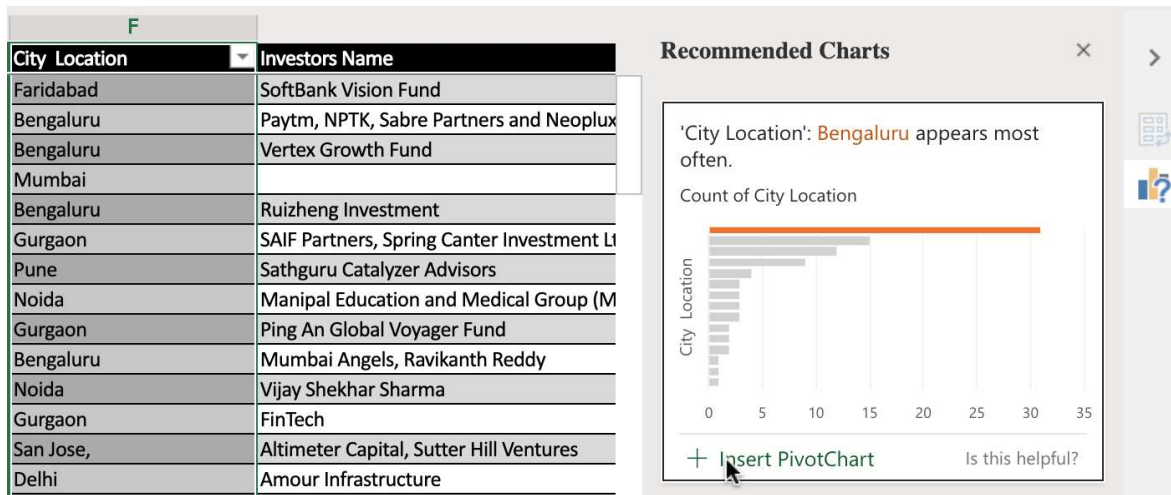 F
City Location Investors Name
Faridabad SoftBank Vision Fund
Bengaluru Paytm, NPTK, Sabre Partners and Neoplux
Bengaluru Vertex Growth Fund
Mumbai
Bengaluru Ruizheng Investment
Gurgaon SAIF Partners, Spring Canter Investment Lt
Pune Sathguru Catalyzer Advisors
Noida Manipal Education and Medical Group (M
Gurgaon Ping An Global Voyager Fund
Bengaluru Mumbai Angels, Ravikanth Reddy
Noida Vijay Shekhar Sharma
Gurgaon FinTech
San Jose, Altimeter Capital, Sutter Hill Ventures
Delhi Amour Infrastructure
Recommended Charts
'City Location': Bengaluru appears most
often.
Count of City Location
City Location
0 5 10 15 20 25 30 35
Insert PivotChart Is this helpful?